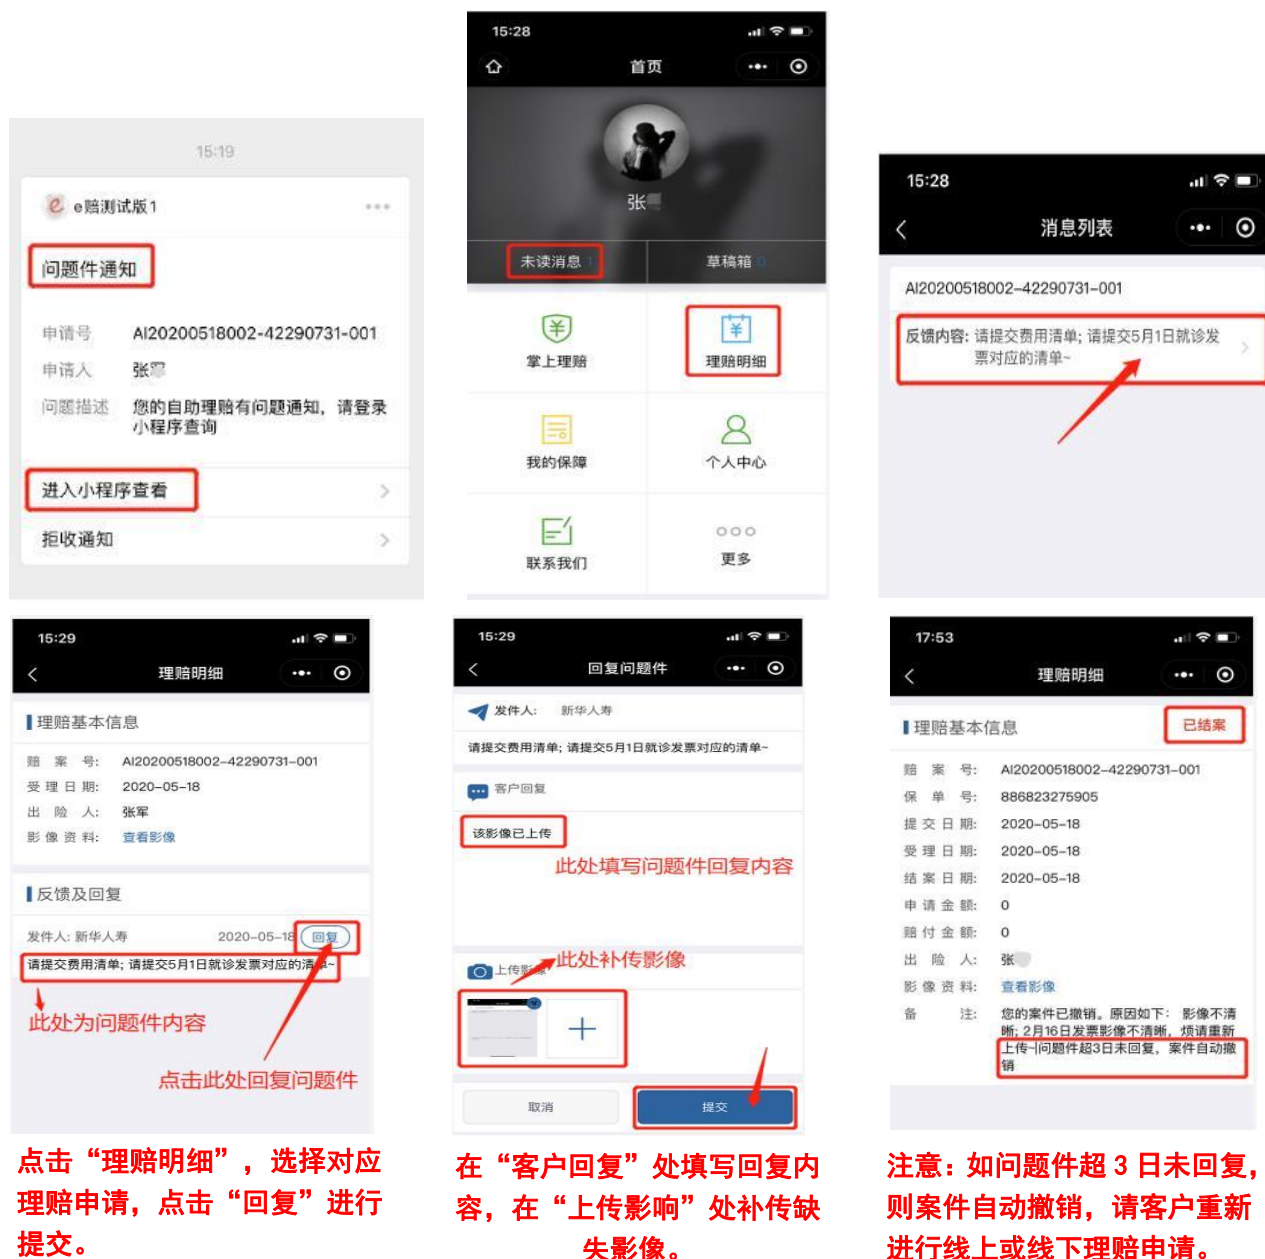 15:19
e赔测试版1
问题件通知
申请号 AI20200518002-42290731-001
申请人 张
问题描述 您的自助理赔有问题通知，请登录
小程序查询
进入小程序查看
拒收通知
15:28
首页
张
未读消息 1 草稿箱 0
掌上理赔 理赔明细
我的保障 个人中心
联系我们 更多
15:28
消息列表
AI20200518002-42290731-001
反馈内容: 请提交费用清单; 请提交5月1日就诊发
票对应的清单~
15:29
理赔明细
理赔基本信息
赔案号: AI20200518002-42290731-001
受理日期: 2020-05-18
出险人: 张军
影像资料: 查看影像
反馈及回复
发件人: 新华人寿 2020-05-18 回复
请提交费用清单; 请提交5月1日就诊发票对应的清单~
此处为问题件内容
点击此处回复问题件
点击“理赔明细”，选择对应
理赔申请，点击“回复”进行
提交。
15:29
回复问题件
发件人: 新华人寿
请提交费用清单; 请提交5月1日就诊发票对应的清单~
客户回复
该影像已上传
此处填写问题件回复内容
此处补传影像
上传影像
取消 提交
在“客户回复”处填写回复内
容，在“上传影响”处补传缺
失影像。
17:53
理赔明细
理赔基本信息 已结案
赔案号: AI20200518002-42290731-001
保单号: 886823275905
提交日期: 2020-05-18
受理日期: 2020-05-18
结案日期: 2020-05-18
申请金额: 0
赔付金额: 0
出险人: 张
影像资料: 查看影像
备注: 您的案件已撤销。原因如下： 影像不清
晰; 2月16日发票影像不清晰，烦请重新
上传~|问题件超3日未回复，案件自动撤
销
注意：如问题件超 3 日未回复，
则案件自动撤销，请客户重新
进行线上或线下理赔申请。